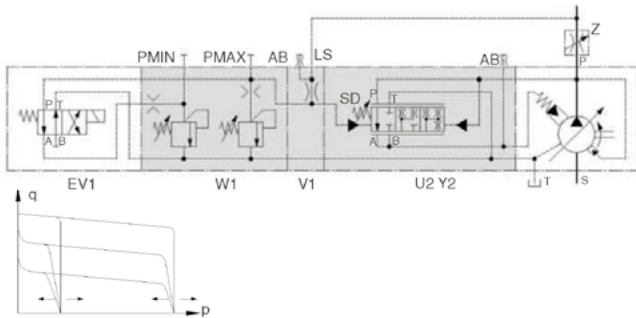 PMIN PMAX AB LS AB Z
P
P T SD P T
A B A B
T S
EV1 W1 V1 U2 Y2
q
p